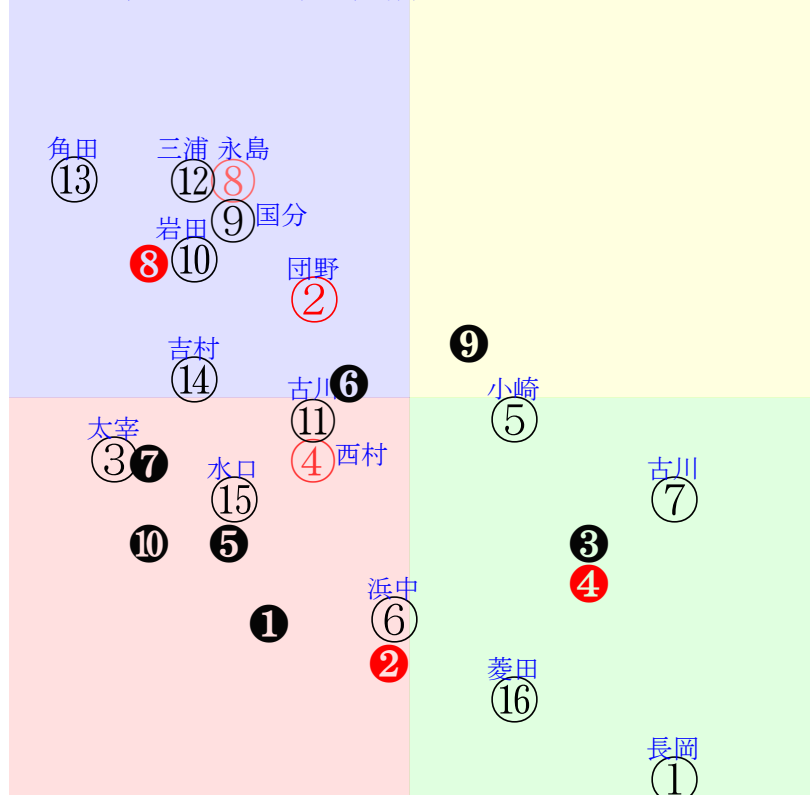 角田
三浦 永島
⑬ ⑫ ⑧
⑨ 国分
岩田
❽ ⑩
団野
②
❾
吉村
⑭ ❻
古川 小崎
⑪ ⑤
太宰
③ ❼ ④ 西村
水口 古川
⑮ ⑦
❿ ❺ ❸
❹
浜中
❶ ⑥
❷
菱田
⑯
長岡
①